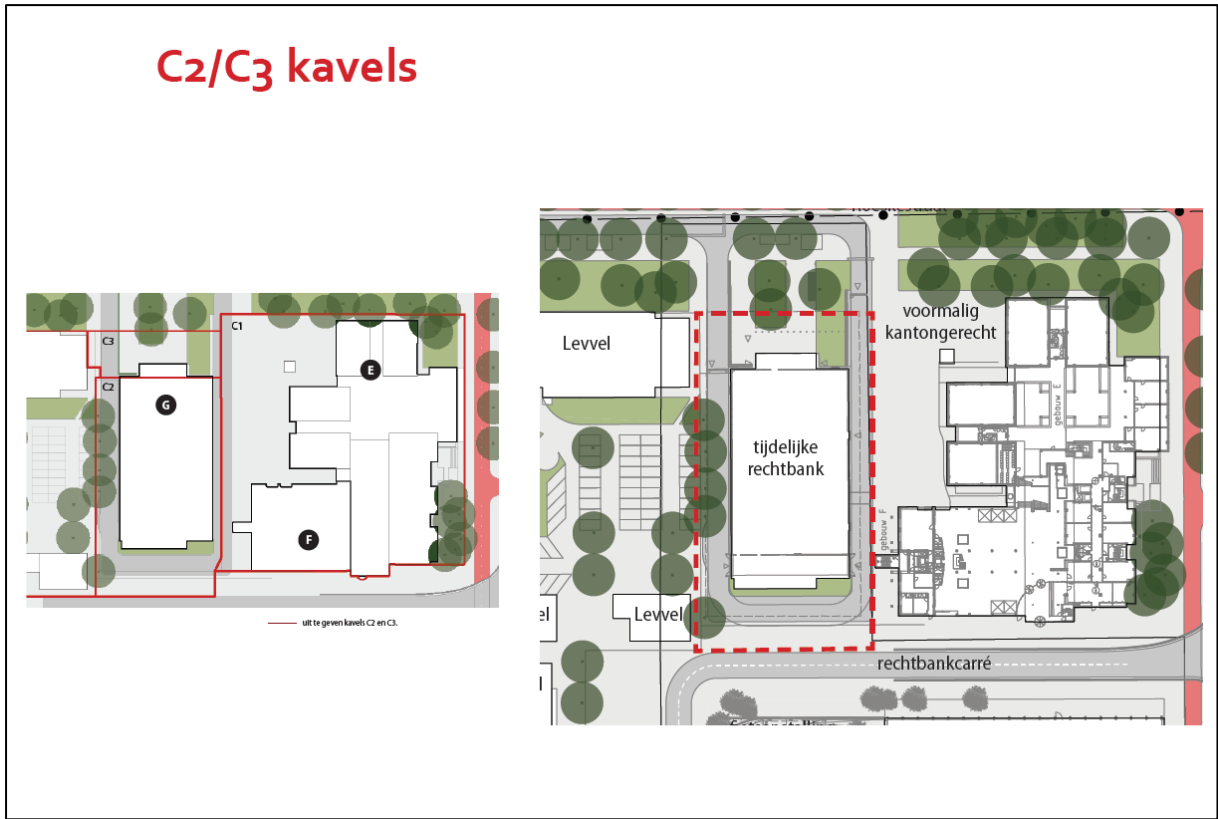 C2/C3 kavels
C1
C3
E
C2
G
F
uit te geven kavels C2 en C3.
voormalig
kantongerecht
Levvel
gebouw E
tijdelijke
rechtbank
gebouw F
Levvel
rechtbankcarré